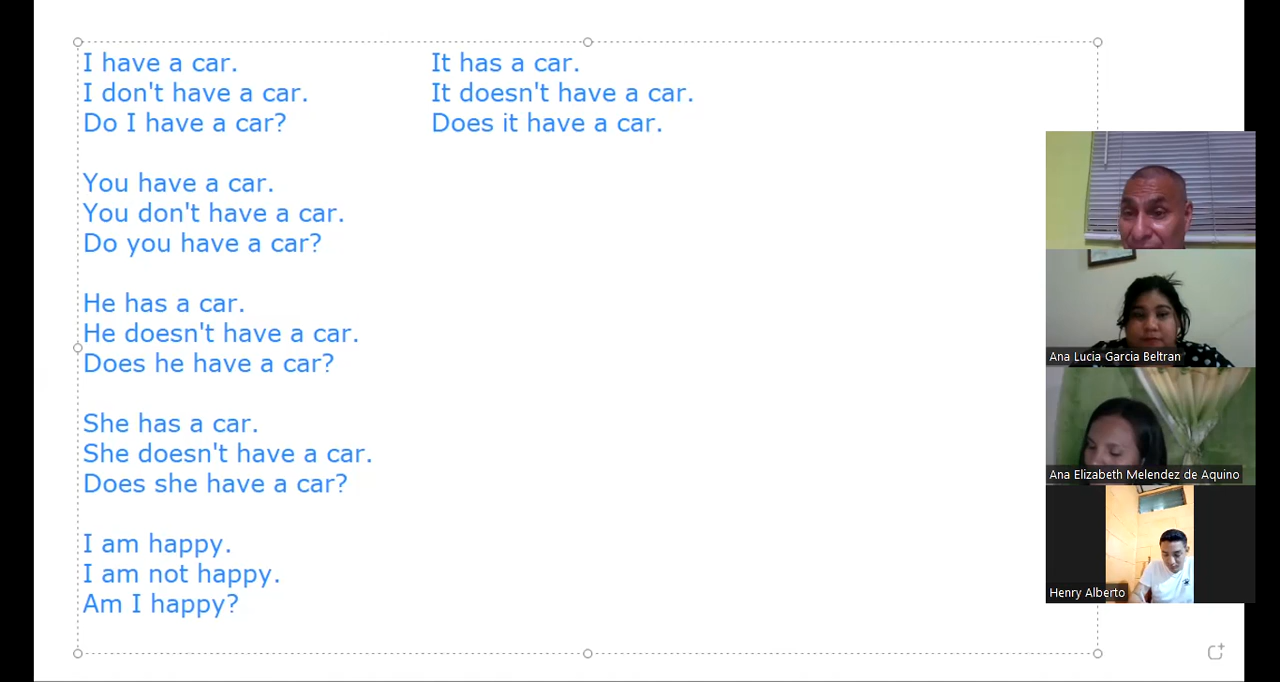 I have a car.
I don't have a car.
Do I have a car?
You have a car.
You don't have a car.
Do you have a car?
He has a car.
He doesn't have a car.
Does he have a car?
She has a car.
She doesn't have a car.
Does she have a car?
I am happy.
I am not happy.
Am I happy?
It has a car.
It doesn't have a car.
Does it have a car.
Ana Lucia Garcia Beltran
Ana Elizabeth Melendez de Aquino
Henry Alberto